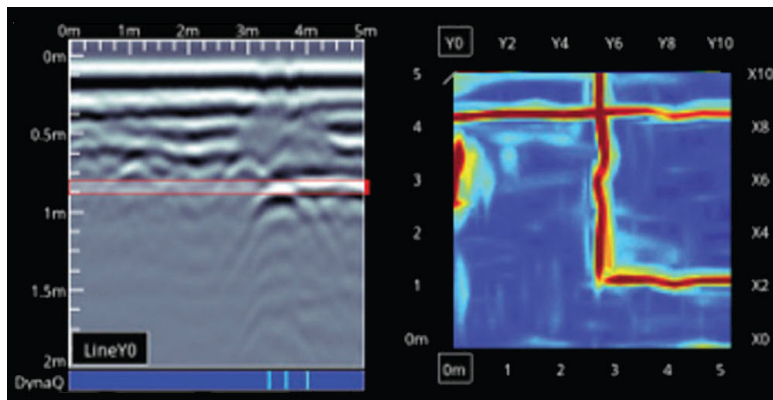 0m 1m 2m 3m 4m 5m
0m
0.5m
1m
1.5m
2m
LineY0
DynaQ
Y0 Y2 Y4 Y6 Y8 Y10
5 X10
4 X8
3 X6
2 X4
1 X2
0m X0
0m 1 2 3 4 5